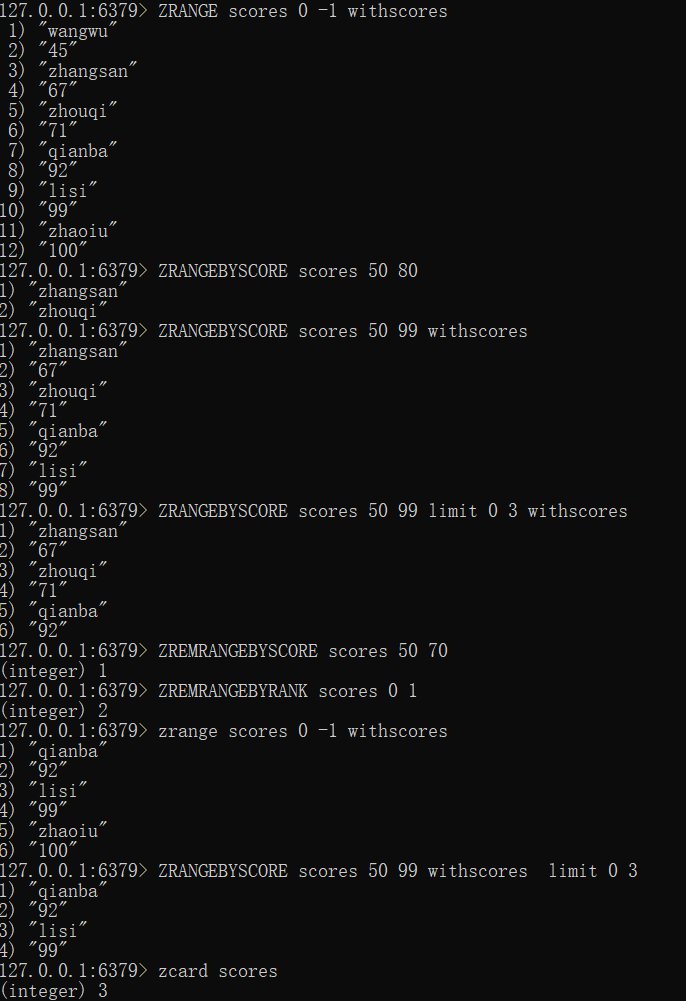 127.0.0.1:6379> ZRANGE scores 0 -1 withscores
1) "wangwu"
2) "45"
3) "zhangsan"
4) "67"
5) "zhouqi"
6) "71"
7) "qianba"
8) "92"
9) "lisi"
10) "99"
11) "zhaoiu"
12) "100"
127.0.0.1:6379> ZRANGEBYSCORE scores 50 80
1) "zhangsan"
2) "zhouqi"
127.0.0.1:6379> ZRANGEBYSCORE scores 50 99 withscores
1) "zhangsan"
2) "67"
3) "zhouqi"
4) "71"
5) "qianba"
6) "92"
7) "lisi"
8) "99"
127.0.0.1:6379> ZRANGEBYSCORE scores 50 99 limit 0 3 withscores
1) "zhangsan"
2) "67"
3) "zhouqi"
4) "71"
5) "qianba"
6) "92"
127.0.0.1:6379> ZREMRANGEBYSCORE scores 50 70
(integer) 1
127.0.0.1:6379> ZREMRANGEBYRANK scores 0 1
(integer) 2
127.0.0.1:6379> zrange scores 0 -1 withscores
1) "qianba"
2) "92"
3) "lisi"
4) "99"
5) "zhaoiu"
6) "100"
127.0.0.1:6379> ZRANGEBYSCORE scores 50 99 withscores  limit 0 3
1) "qianba"
2) "92"
3) "lisi"
4) "99"
127.0.0.1:6379> zcard scores
(integer) 3